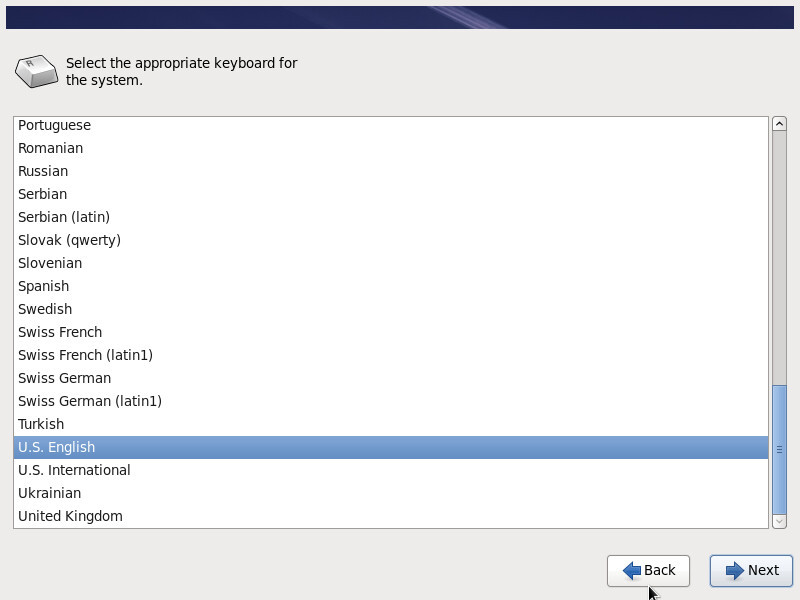 Select the appropriate keyboard for
the system.
Portuguese
Romanian
Russian
Serbian
Serbian (latin)
Slovak (qwerty)
Slovenian
Spanish
Swedish
Swiss French
Swiss French (latin1)
Swiss German
Swiss German (latin1)
Turkish
U.S. English
U.S. International
Ukrainian
United Kingdom
Back
Next